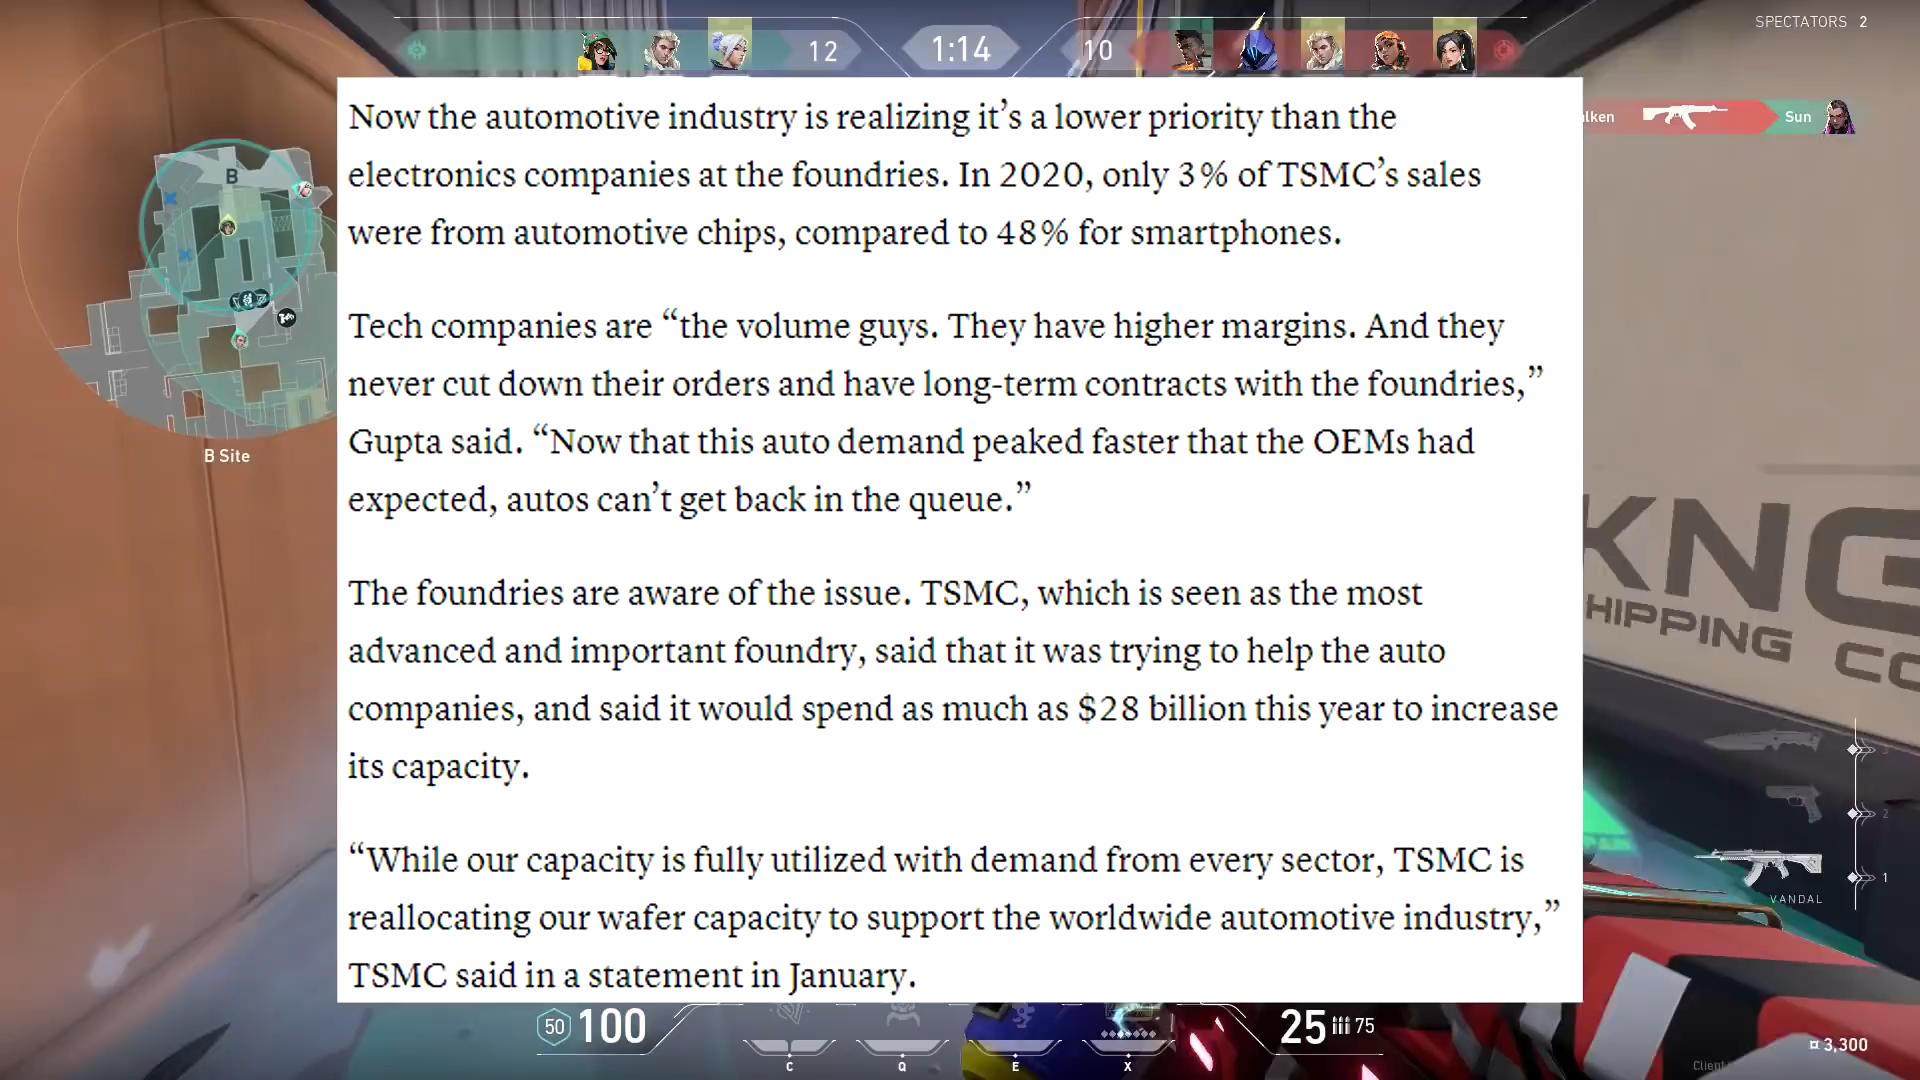 SPECTATORS 2
12
1:14
10
lken
Sun
B
B Site
Now the automotive industry is realizing it’s a lower priority than the
electronics companies at the foundries. In 2020, only 3% of TSMC’s sales
were from automotive chips, compared to 48% for smartphones.
Tech companies are “the volume guys. They have higher margins. And they
never cut down their orders and have long-term contracts with the foundries,”
Gupta said. “Now that this auto demand peaked faster that the OEMs had
expected, autos can’t get back in the queue.”
The foundries are aware of the issue. TSMC, which is seen as the most
advanced and important foundry, said that it was trying to help the auto
companies, and said it would spend as much as $28 billion this year to increase
its capacity.
“While our capacity is fully utilized with demand from every sector, TSMC is
reallocating our wafer capacity to support the worldwide automotive industry,”
TSMC said in a statement in January.
KNG
HIPPING CO
3
2
1
VANDAL
50 100
25 75
C
Q
E
X
3,300
Client